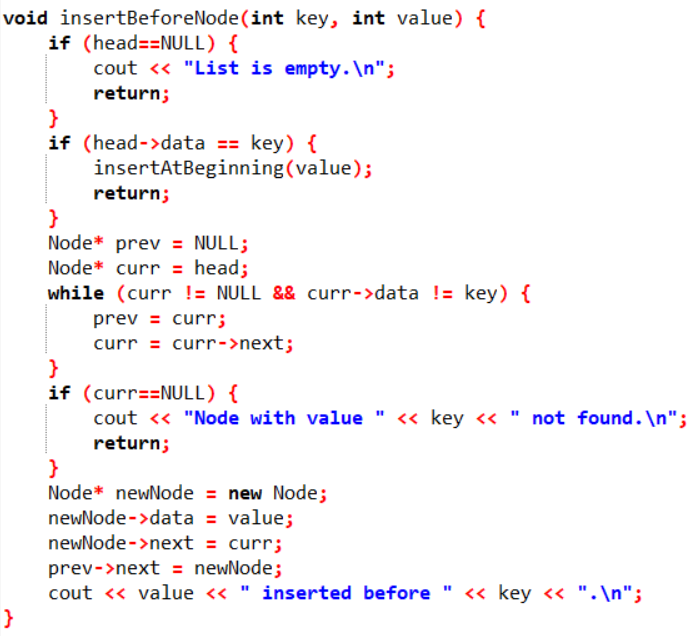 void insertBeforeNode(int key, int value) {
    if (head==NULL) {
        cout << "List is empty.\n";
        return;
    }
    if (head->data == key) {
        insertAtBeginning(value);
        return;
    }
    Node* prev = NULL;
    Node* curr = head;
    while (curr != NULL && curr->data != key) {
        prev = curr;
        curr = curr->next;
    }
    if (curr==NULL) {
        cout << "Node with value " << key << " not found.\n";
        return;
    }
    Node* newNode = new Node;
    newNode->data = value;
    newNode->next = curr;
    prev->next = newNode;
    cout << value << " inserted before " << key << ".\n";
}